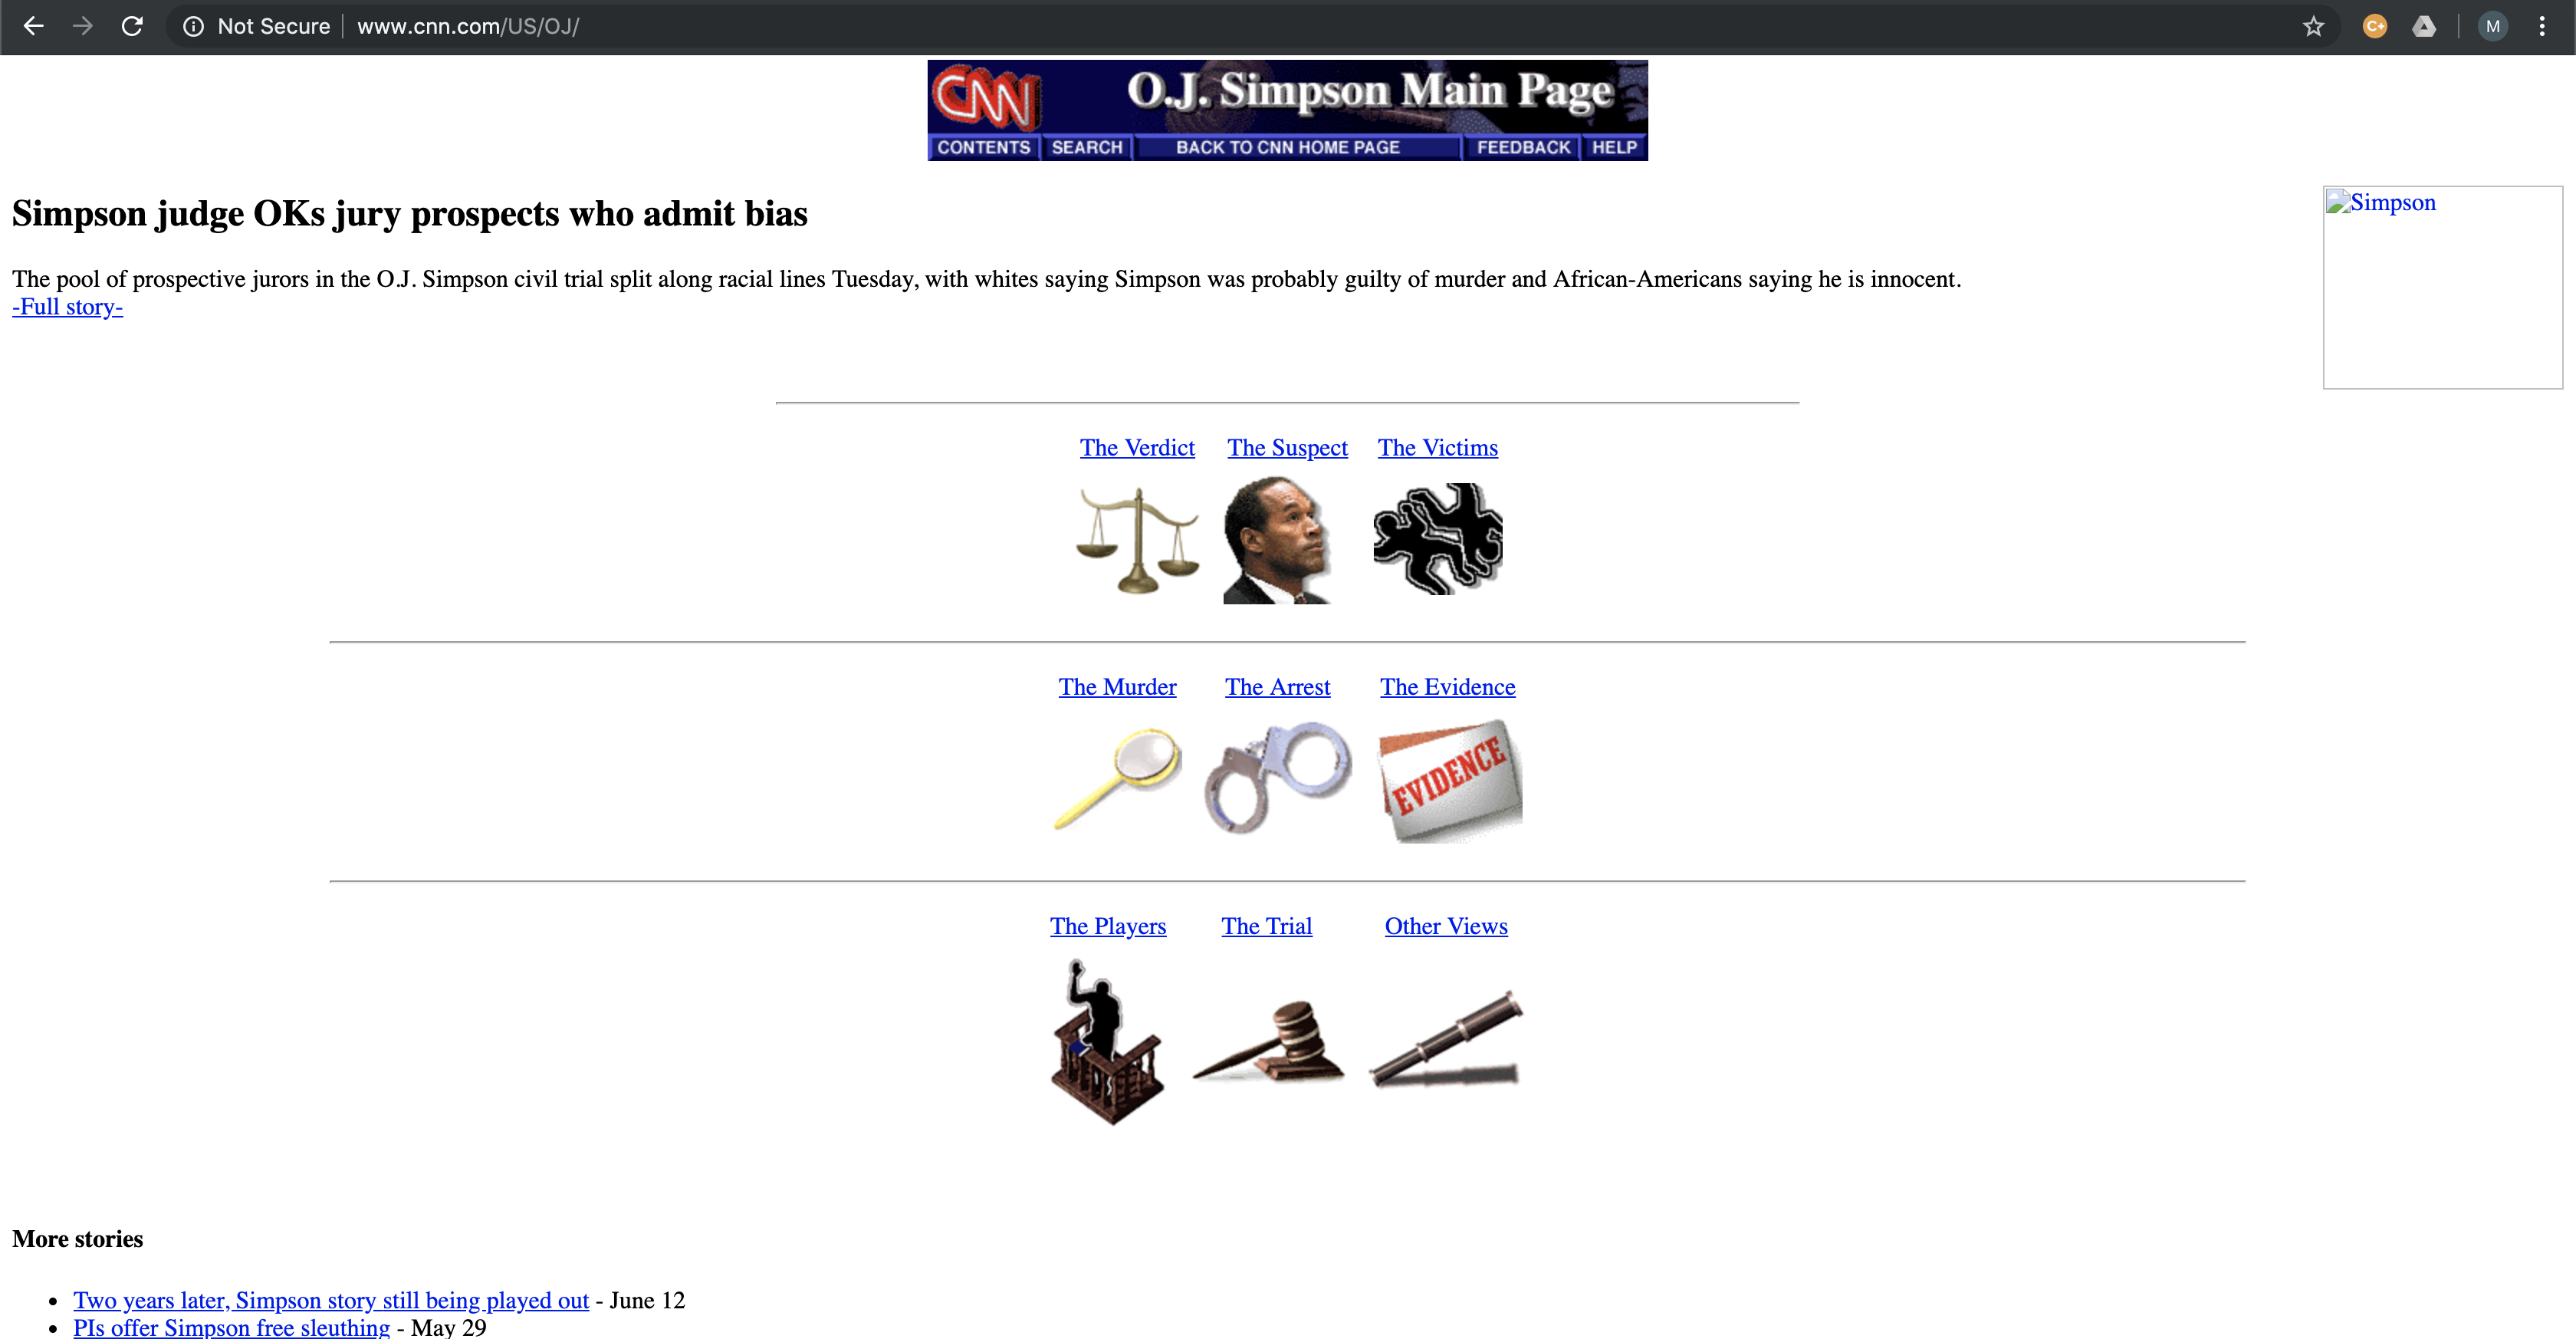 Not Secure www.cnn.com/US/OJ/
C+
M
CNN O.J. Simpson Main Page
CONTENTS SEARCH BACK TO CNN HOME PAGE FEEDBACK HELP
Simpson judge OKs jury prospects who admit bias
Simpson
The pool of prospective jurors in the O.J. Simpson civil trial split along racial lines Tuesday, with whites saying Simpson was probably guilty of murder and African-Americans saying he is innocent.
-Full story-
The Verdict The Suspect The Victims
The Murder The Arrest The Evidence
EVIDENCE
The Players The Trial Other Views
More stories
• Two years later, Simpson story still being played out - June 12
• PIs offer Simpson free sleuthing - May 29